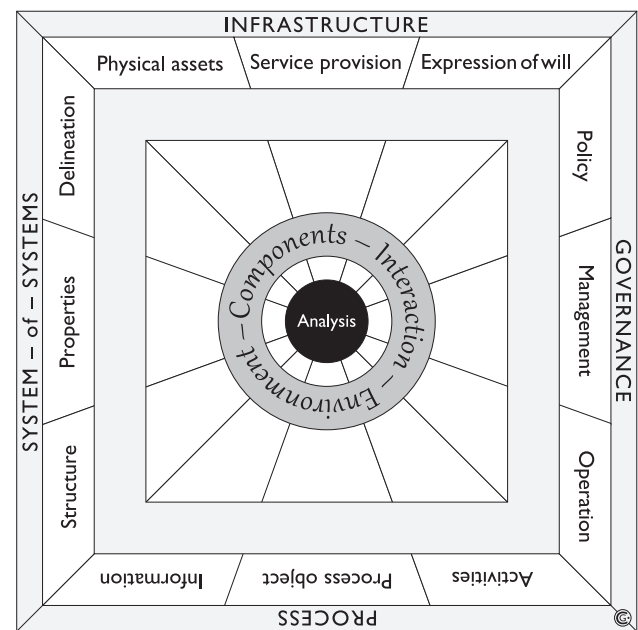 INFRASTRUCTURE
Physical assets
Service provision
Expression of will
GOVERNANCE
Policy
Management
Operation
PROCESS
Activities
Process object
Information
SYSTEM – of – SYSTEMS
Structure
Properties
Delineation
Components – Interaction – Environment –
Analysis